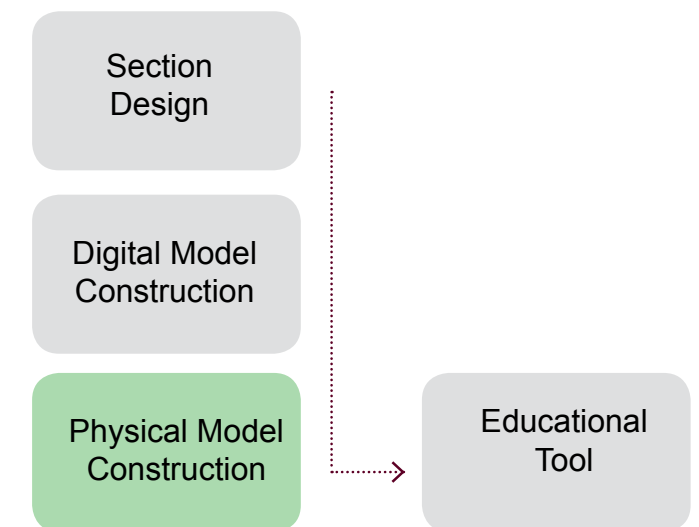 Section
Design
Digital Model
Construction
Physical Model
Construction
Educational
Tool